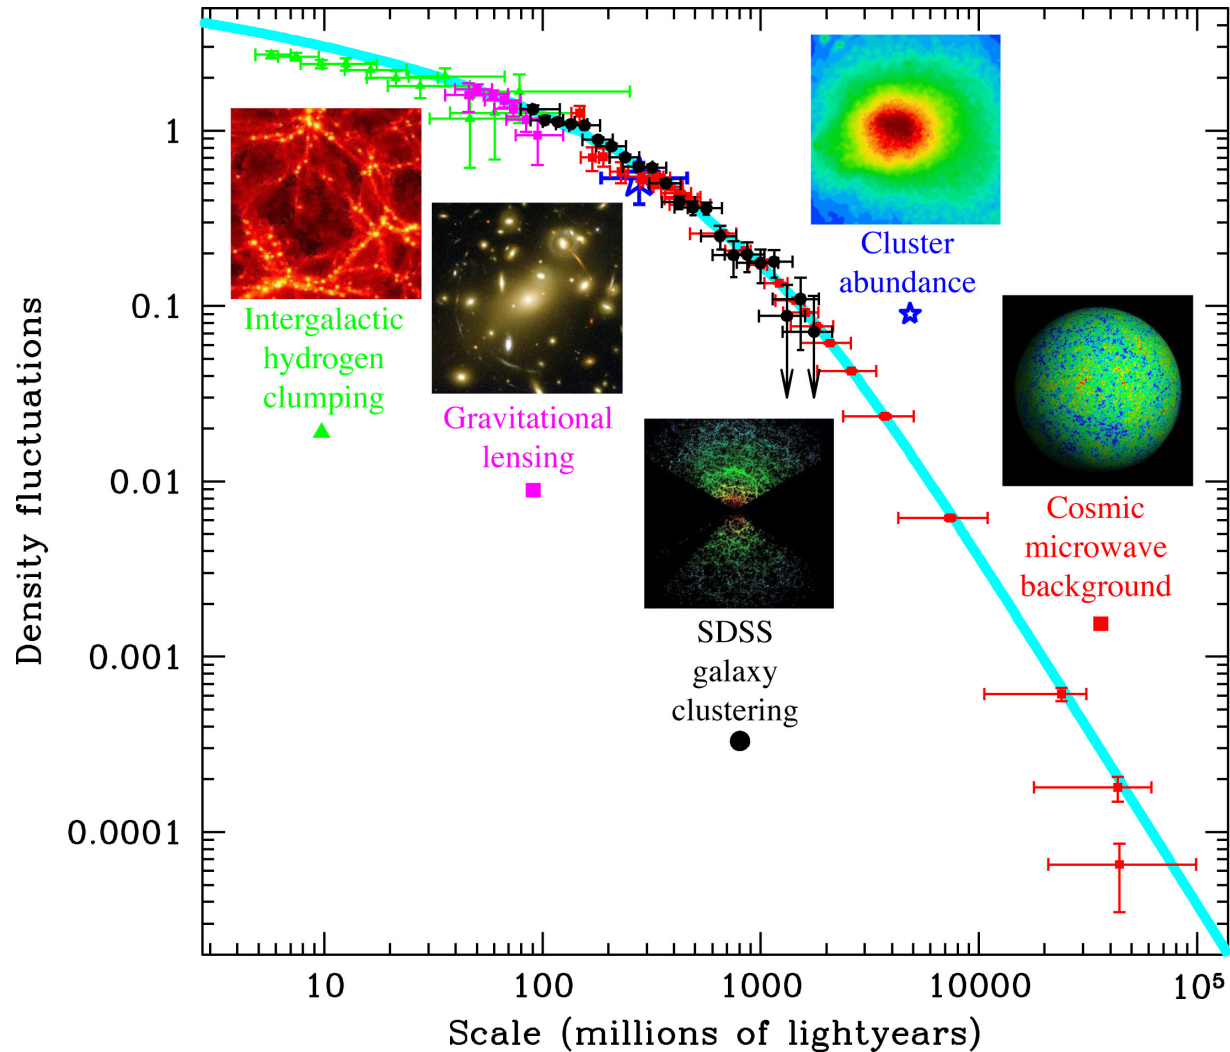 1
0.1
0.01
0.001
0.0001
Density fluctuations
Intergalactic
hydrogen
clumping
Gravitational
lensing
SDSS
galaxy
clustering
Cluster
abundance
Cosmic
microwave
background
10
100
1000
10000
10⁵
Scale (millions of lightyears)